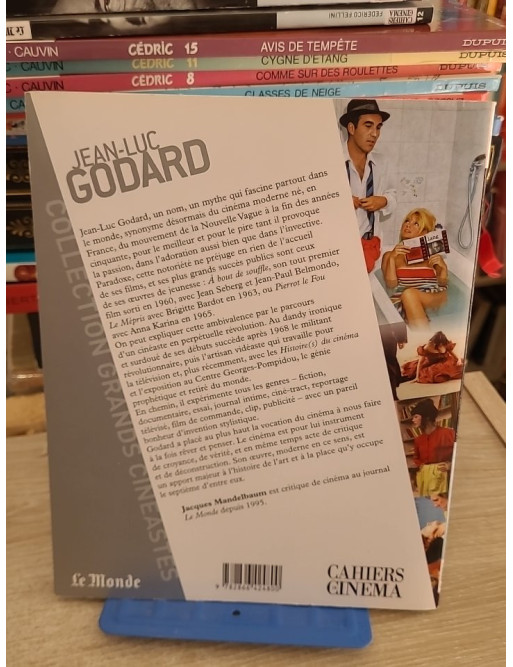 FEDERICO FELLINI
CAHIERS
CINEMA
· CAUVIN CÉDRIC 15 AVIS DE TEMPÊTE DUPUI
· CAUVIN CÉDRIC 11 CYGNE D'ÉTANG DUPUIS
CÉDRIC 8 COMME SUR DES ROULETTES DUPUIS
CLASSES DE NEIGE
JEAN-LUC
GODARD
COLLECTION GRANDS CINÉASTES
Jean-Luc Godard, un nom, un mythe qui fascine partout dans
le monde, synonyme désormais du cinéma moderne né, en
France, du mouvement de la Nouvelle Vague à la fin des années
cinquante, pour le meilleur et pour le pire tant il provoque
la passion, dans l'adoration aussi bien que dans l'invective.
Paradoxe, cette notoriété ne préjuge en rien de l'accueil
de ses films, et ses plus grands succès publics sont ceux
de ses œuvres de jeunesse : À bout de souffle, son tout premier
film sorti en 1960, avec Jean Seberg et Jean-Paul Belmondo,
Le Mépris avec Brigitte Bardot en 1963, ou Pierrot le Fou
avec Anna Karina en 1965.
On peut expliquer cette ambivalence par le parcours
d'un cinéaste en perpétuelle révolution. Au dandy ironique
et surdoué de ses débuts succède après 1968 le militant
révolutionnaire, puis l'artisan vidéaste qui travaille pour
la télévision et, plus récemment, avec les Histoire(s) du cinéma
et l'exposition au Centre Georges-Pompidou, le génie
prophétique et retiré du monde.
En chemin, il expérimente tous les genres – fiction,
documentaire, essai, journal intime, ciné-tract, reportage
télévisé, film de commande, clip, publicité – avec un pareil
bonheur d'invention stylistique.
Godard a placé au plus haut la vocation du cinéma à nous faire
à la fois rêver et penser. Le cinéma est pour lui instrument
de croyance, de vérité, et en même temps acte de critique
et de déconstruction. Son œuvre, moderne en ce sens, est
un apport majeur à l'histoire de l'art et à la place qu'y occupe
le septième d'entre eux.
Jacques Mandelbaum est critique de cinéma au journal
Le Monde depuis 1995.
Le Monde
9 782866 424800
CAHIERS
CINEMA